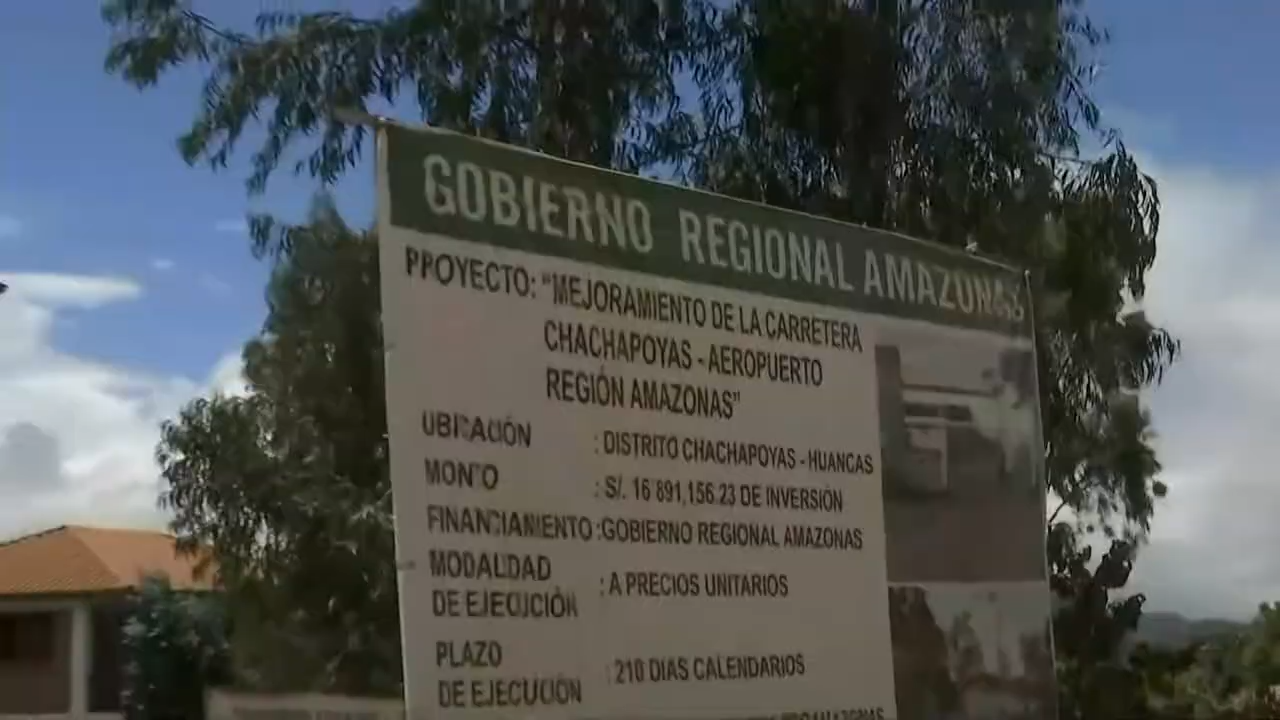 GOBIERNO REGIONAL AMAZONAS
PROYECTO: "MEJORAMIENTO DE LA CARRETERA
CHACHAPOYAS - AEROPUERTO
REGIÓN AMAZONAS"
UBICACIÓN : DISTRITO CHACHAPOYAS - HUANCAS
MONTO : S/. 16 891,156.23 DE INVERSIÓN
FINANCIAMIENTO : GOBIERNO REGIONAL AMAZONAS
MODALIDAD
DE EJECUCIÓN : A PRECIOS UNITARIOS
PLAZO
DE EJECUCIÓN : 210 DIAS CALENDARIOS